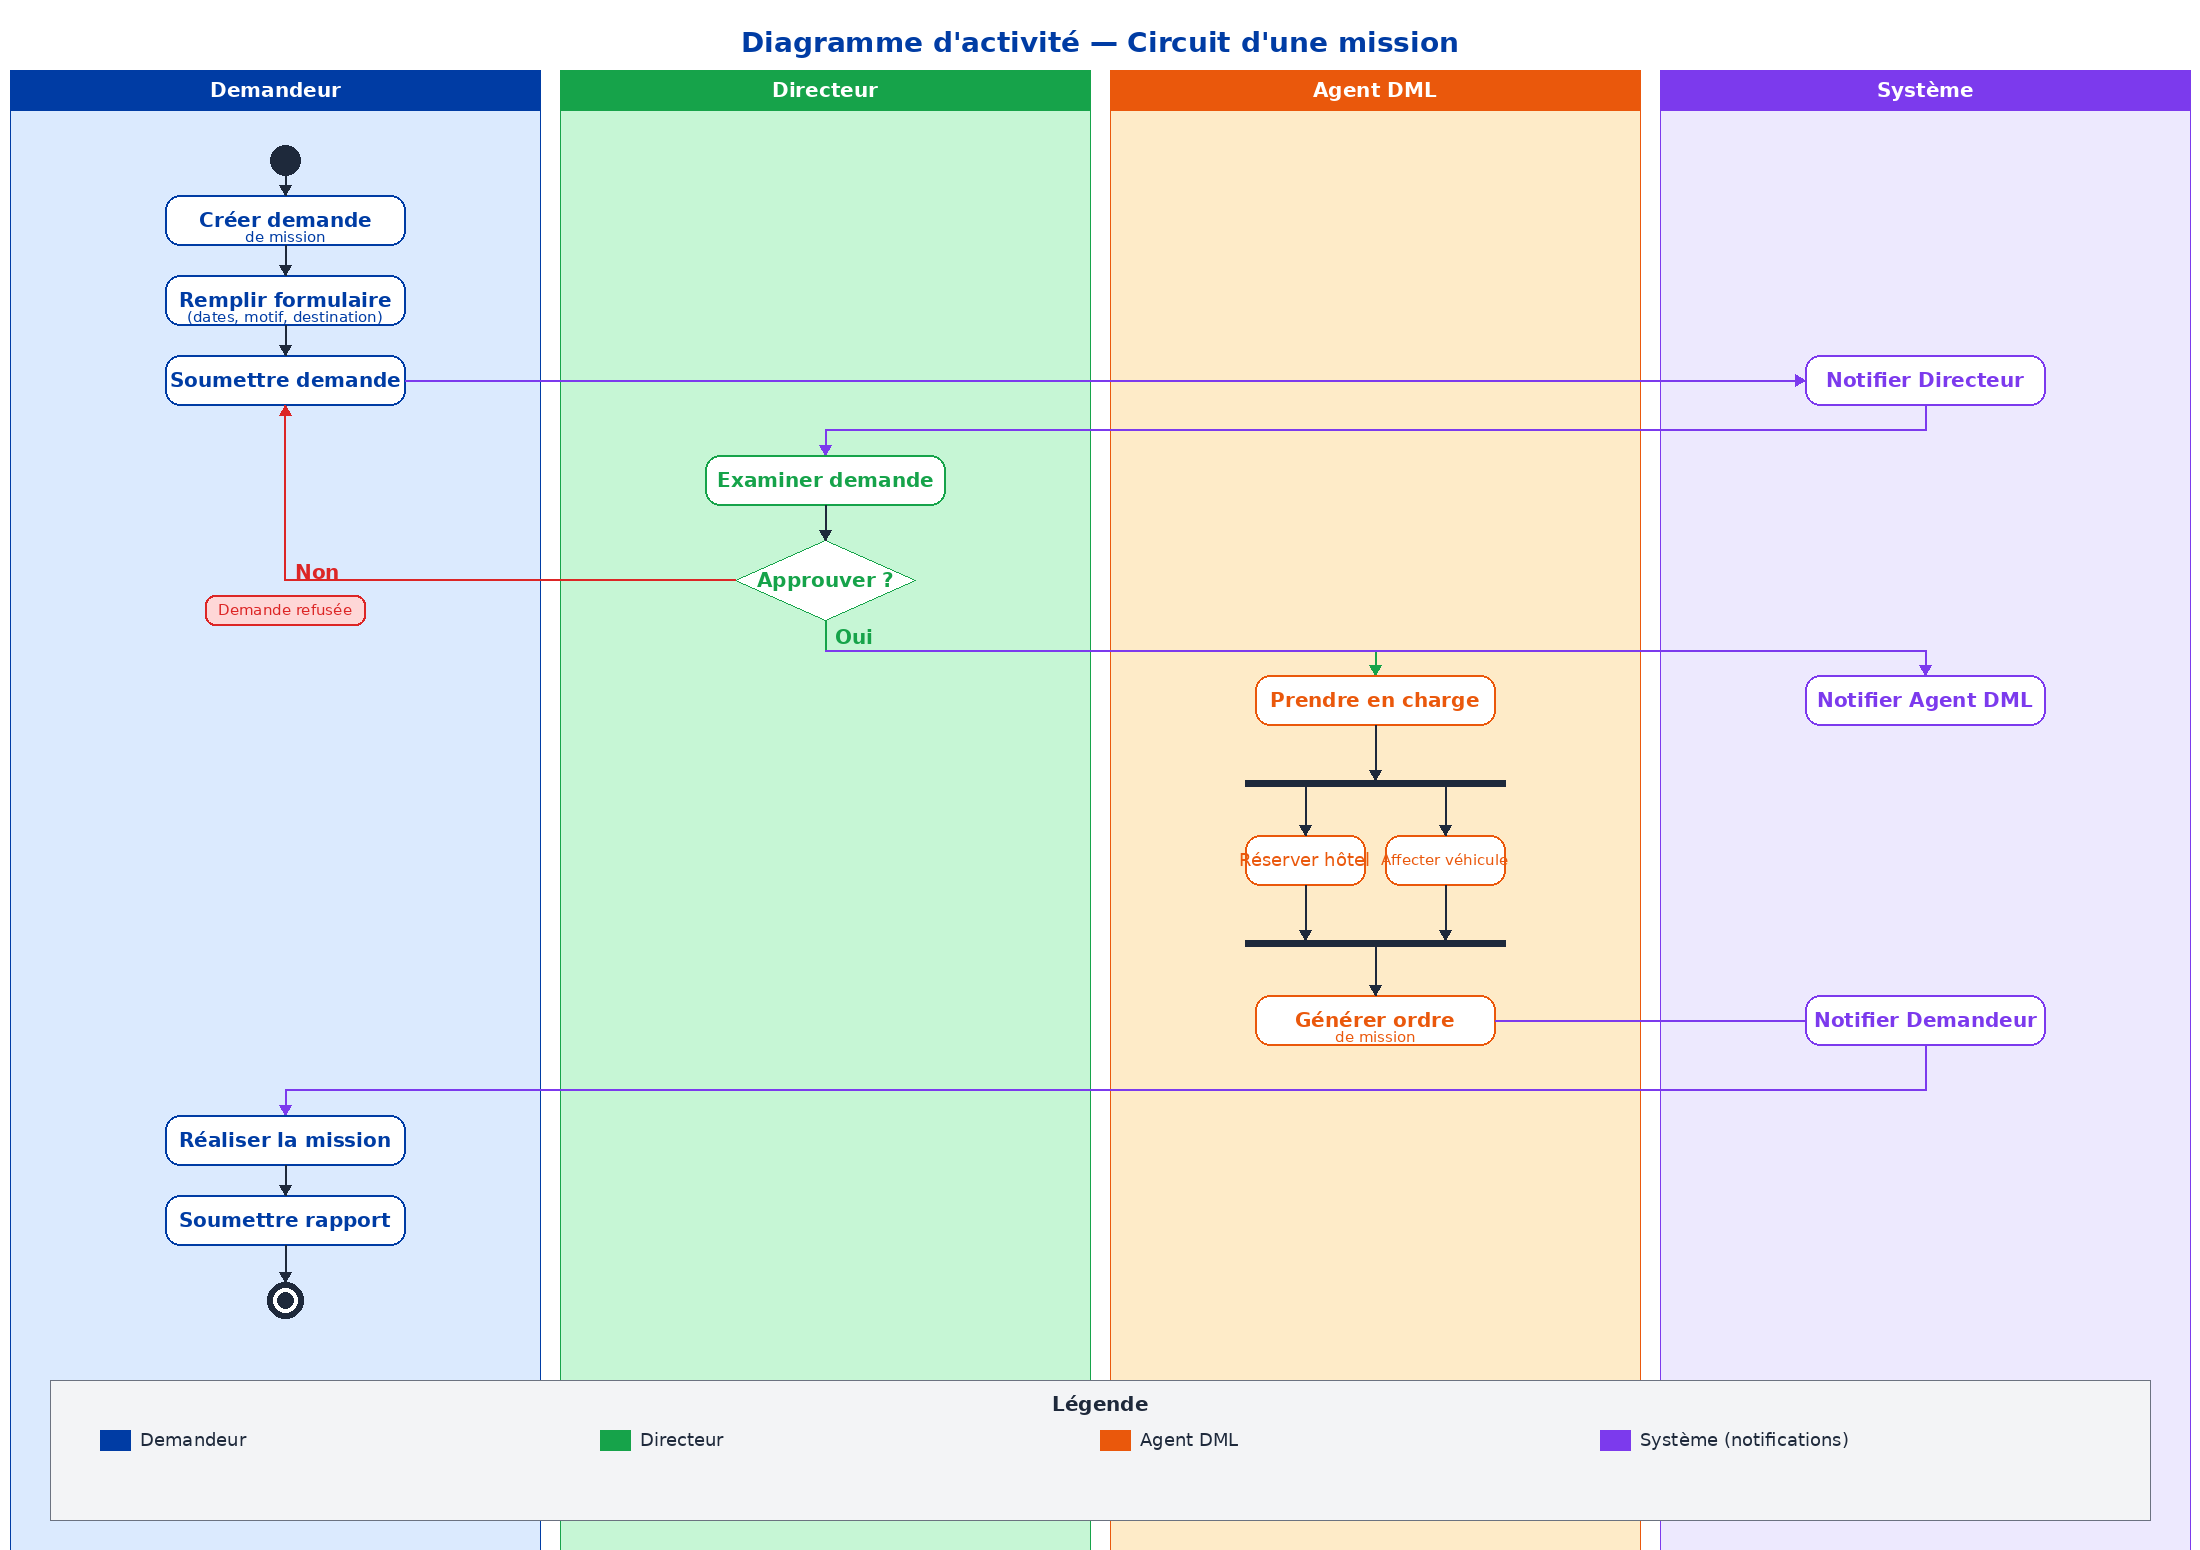 Diagramme d'activité — Circuit d'une mission
Demandeur
Directeur
Agent DML
Système
Créer demande
de mission
Remplir formulaire
(dates, motif, destination)
Soumettre demande
Notifier Directeur
Examiner demande
Approuver ?
Non
Demande refusée
Oui
Prendre en charge
Notifier Agent DML
Réserver hôtel
Affecter véhicule
Générer ordre
de mission
Notifier Demandeur
Réaliser la mission
Soumettre rapport
Légende
Demandeur
Directeur
Agent DML
Système (notifications)